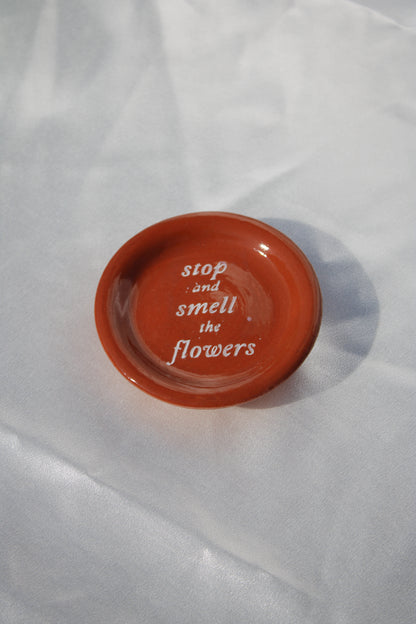 stop
and
smell
the
flowers